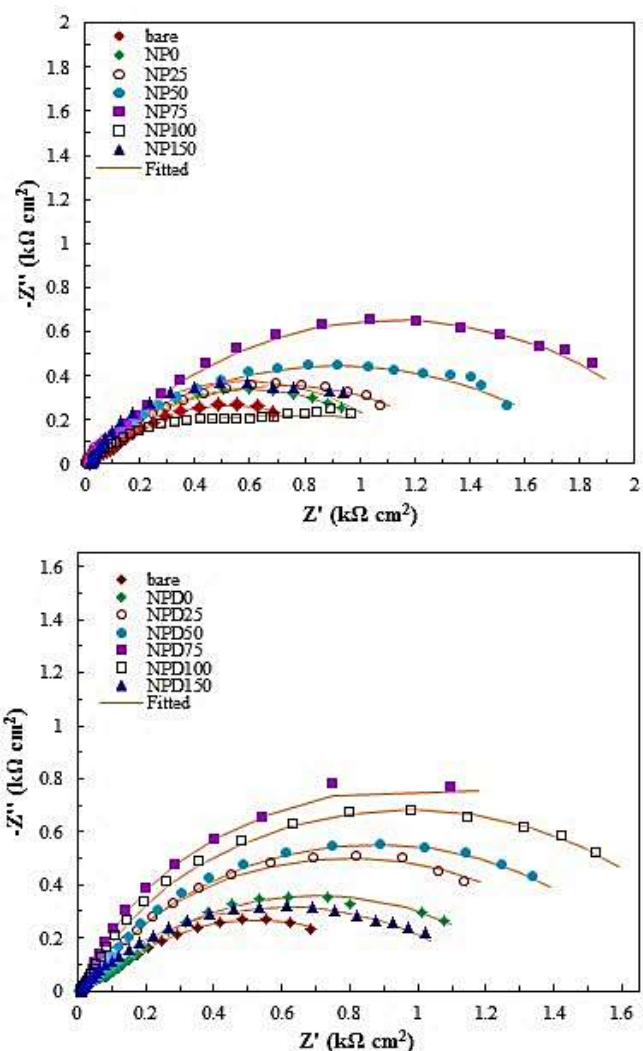 2
1.8
1.6
1.4
1.2
1
0.8
0.6
0.4
0.2
0
-Z'' (kΩ cm²)
bare
NP0
NP25
NP50
NP75
NP100
NP150
Fitted
0 0.2 0.4 0.6 0.8 1 1.2 1.4 1.6 1.8 2
Z' (kΩ cm²)
1.6
1.4
1.2
1
0.8
0.6
0.4
0.2
0
-Z'' (kΩ cm²)
bare
NPD0
NPD25
NPD50
NPD75
NPD100
NPD150
Fitted
0 0.2 0.4 0.6 0.8 1 1.2 1.4 1.6
Z' (kΩ cm²)